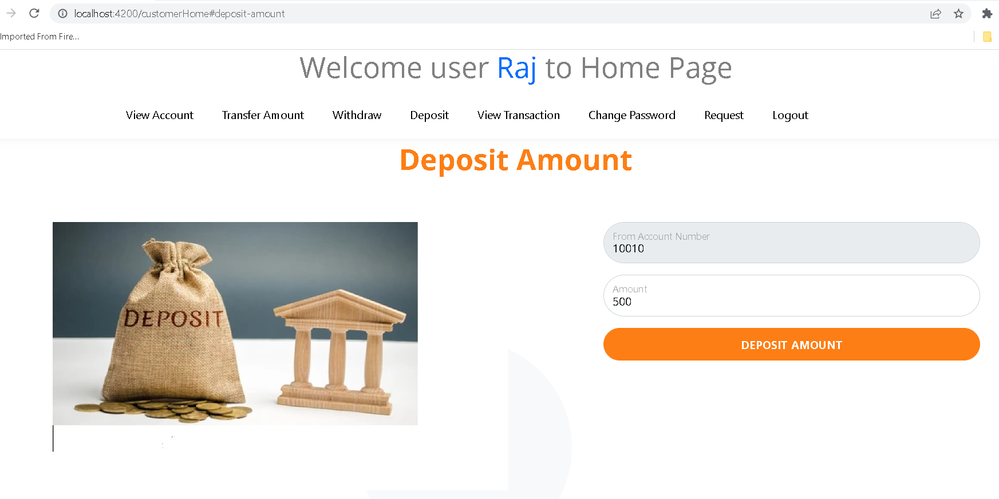 localhost:4200/customerHome#deposit-amount
Imported From Fire...
Welcome user Raj to Home Page
View Account Transfer Amount Withdraw Deposit View Transaction Change Password Request Logout
Deposit Amount
DEPOSIT
From Account Number
10010
Amount
500
DEPOSIT AMOUNT